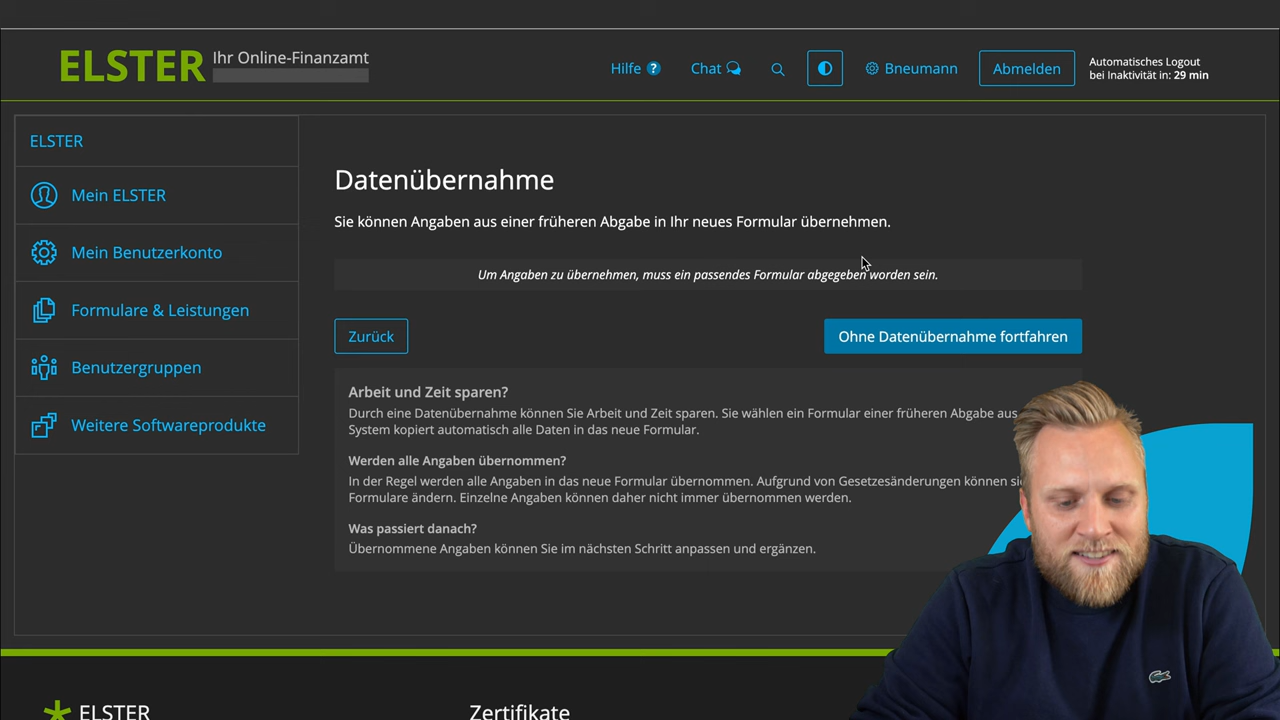 ELSTER
Ihr Online-Finanzamt
Hilfe ?
Chat
Bneumann
Abmelden
Automatisches Logout
bei Inaktivität in: 29 min
ELSTER
Mein ELSTER
Mein Benutzerkonto
Formulare & Leistungen
Benutzergruppen
Weitere Softwareprodukte
Datenübernahme
Sie können Angaben aus einer früheren Abgabe in Ihr neues Formular übernehmen.
Um Angaben zu übernehmen, muss ein passendes Formular abgegeben worden sein.
Zurück
Ohne Datenübernahme fortfahren
Arbeit und Zeit sparen?
Durch eine Datenübernahme können Sie Arbeit und Zeit sparen. Sie wählen ein Formular einer früheren Abgabe aus
System kopiert automatisch alle Daten in das neue Formular.
Werden alle Angaben übernommen?
In der Regel werden alle Angaben in das neue Formular übernommen. Aufgrund von Gesetzesänderungen können
Formulare ändern. Einzelne Angaben können daher nicht immer übernommen werden.
Was passiert danach?
Übernommene Angaben können Sie im nächsten Schritt anpassen und ergänzen.
ELSTER
Zertifikate